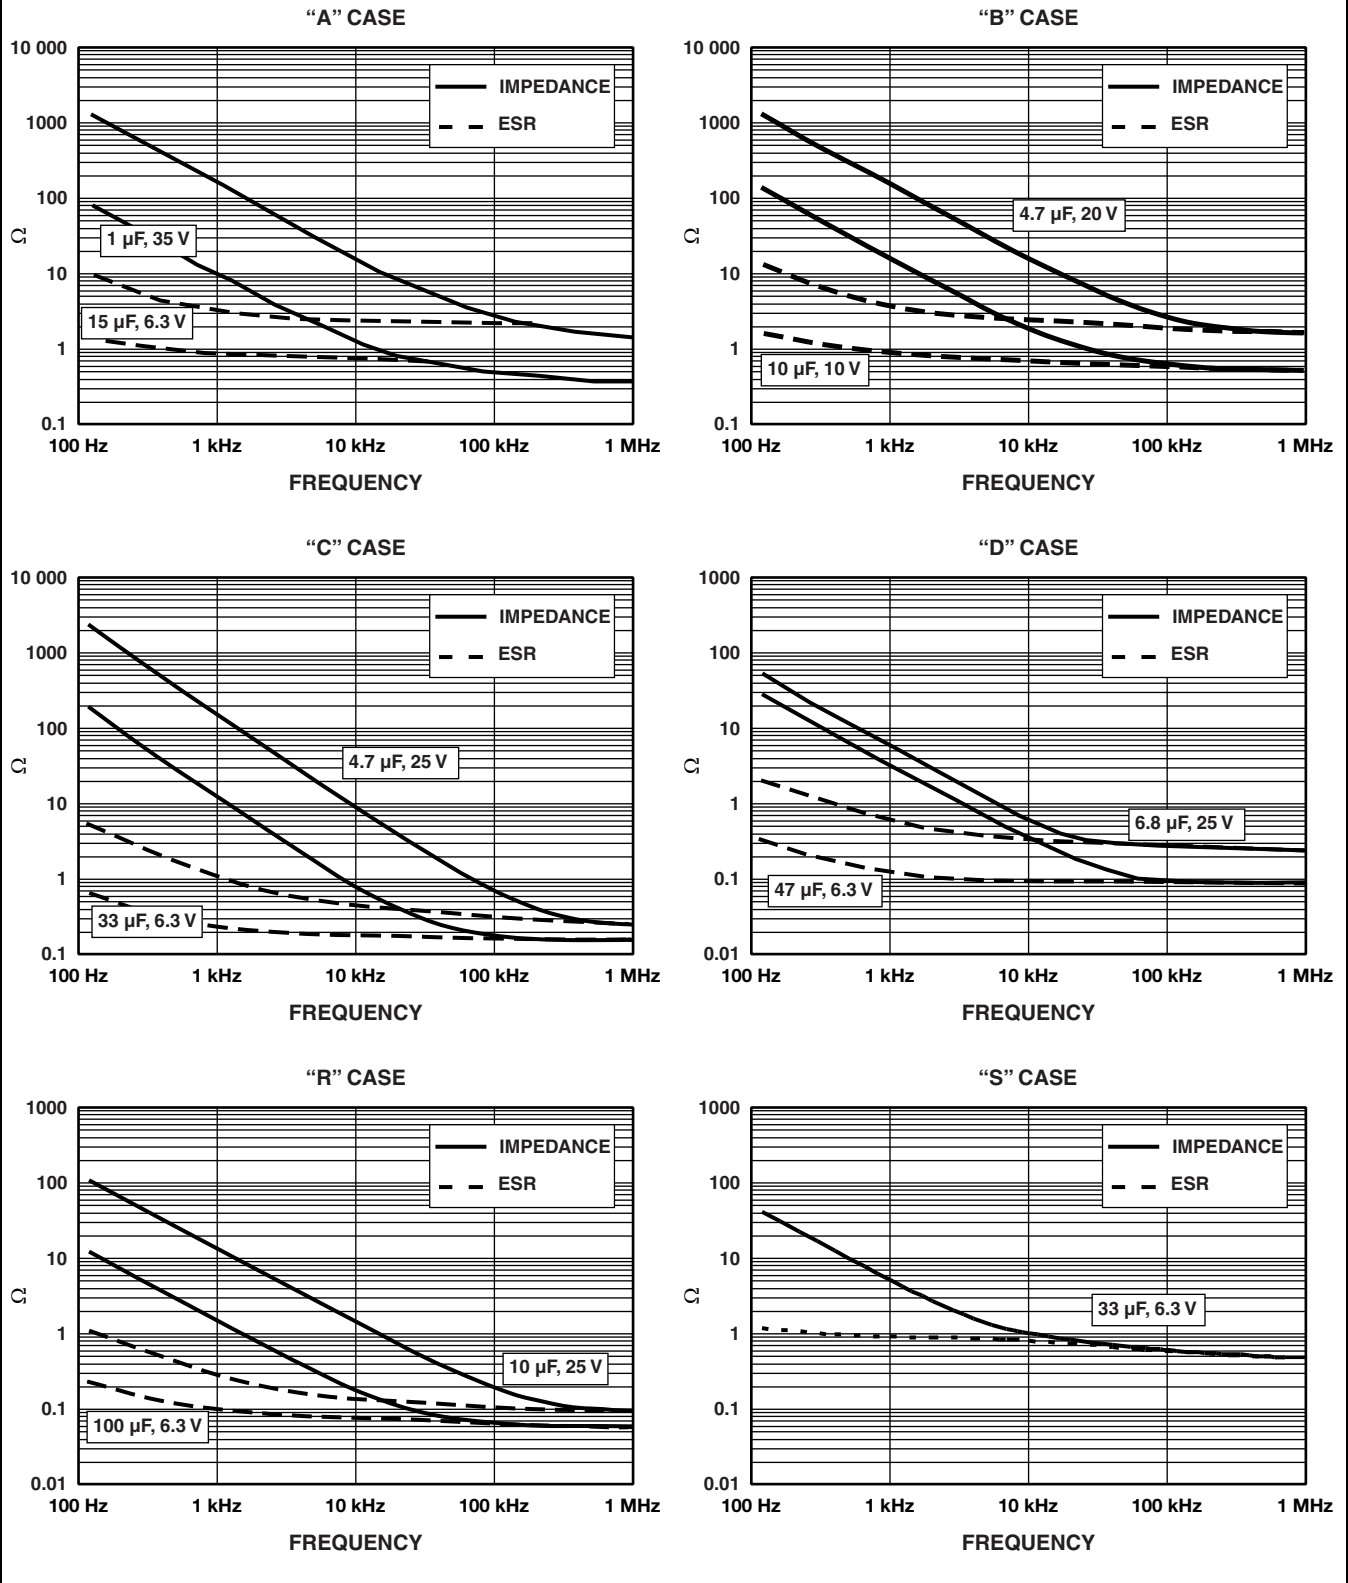 “A” CASE
10 000
1000
100
10
1
0.1
Ω
IMPEDANCE
ESR
1 µF, 35 V
15 µF, 6.3 V
100 Hz 1 kHz 10 kHz 100 kHz 1 MHz
FREQUENCY
“B” CASE
10 000
1000
100
10
1
0.1
Ω
IMPEDANCE
ESR
4.7 µF, 20 V
10 µF, 10 V
100 Hz 1 kHz 10 kHz 100 kHz 1 MHz
FREQUENCY
“C” CASE
10 000
1000
100
10
1
0.1
Ω
IMPEDANCE
ESR
4.7 µF, 25 V
33 µF, 6.3 V
100 Hz 1 kHz 10 kHz 100 kHz 1 MHz
FREQUENCY
“D” CASE
1000
100
10
1
0.1
0.01
Ω
IMPEDANCE
ESR
6.8 µF, 25 V
47 µF, 6.3 V
100 Hz 1 kHz 10 kHz 100 kHz 1 MHz
FREQUENCY
“R” CASE
1000
100
10
1
0.1
0.01
Ω
IMPEDANCE
ESR
10 µF, 25 V
100 µF, 6.3 V
100 Hz 1 kHz 10 kHz 100 kHz 1 MHz
FREQUENCY
“S” CASE
1000
100
10
1
0.1
0.01
Ω
IMPEDANCE
ESR
33 µF, 6.3 V
100 Hz 1 kHz 10 kHz 100 kHz 1 MHz
FREQUENCY